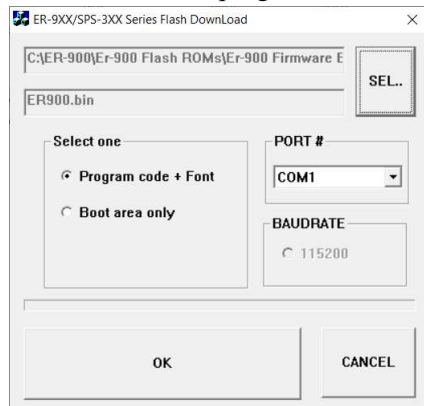 ER-9XX/SPS-3XX Series Flash DownLoad
C:\ER-900\Er-900 Flash ROMs\Er-900 Firmware E
SEL..
ER900.bin
Select one
Program code + Font
Boot area only
PORT #
COM1
BAUDRATE
115200
OK
CANCEL